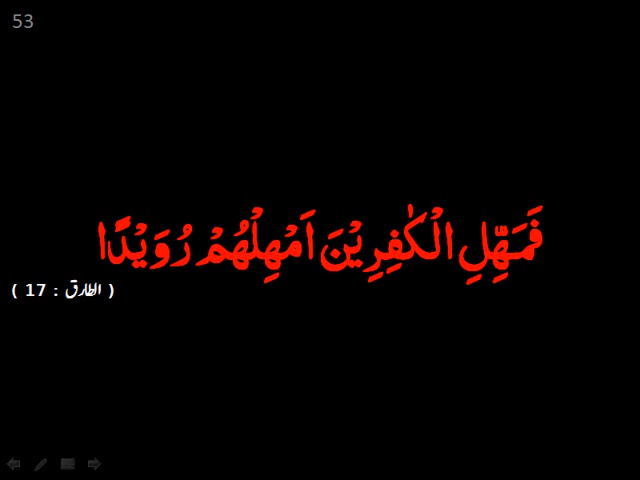 53
فَمَهِّلِ الْكٰفِرِيْنَ اَمْهِلْهُمْ رُوَيْدًا
( الطارق : 17 )